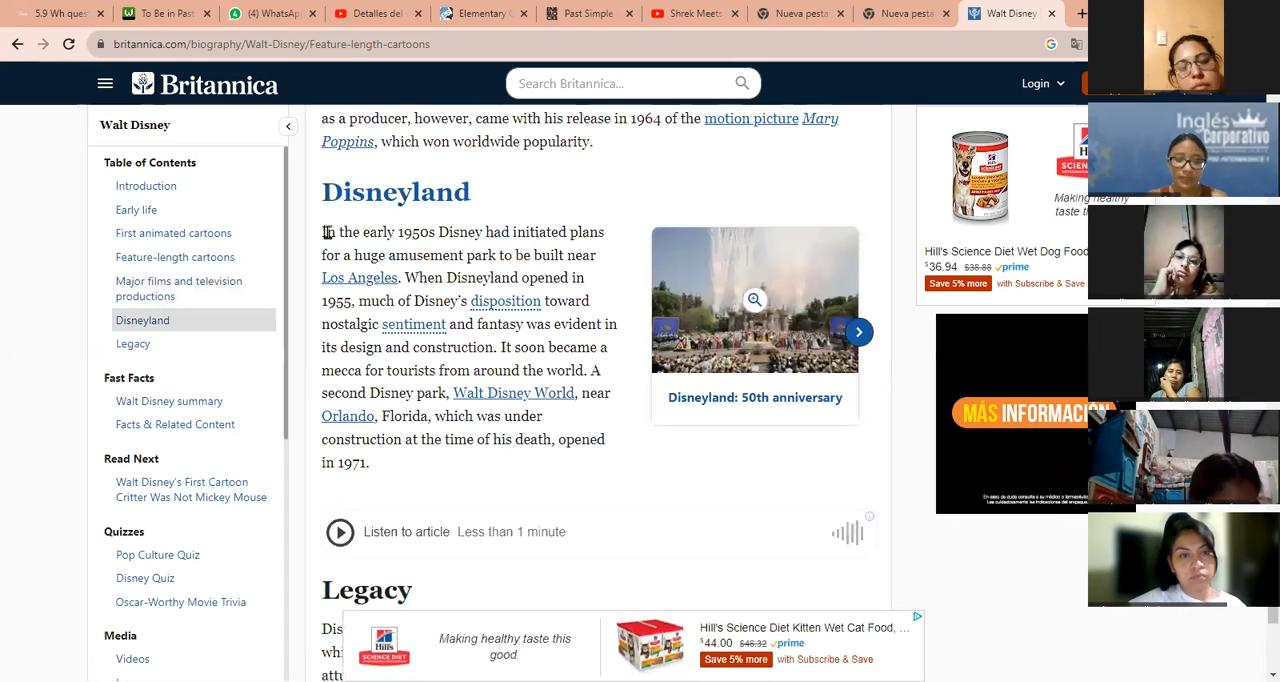 5.9 Wh quest
To Be in Past
(4) WhatsApp
Detalles del
Elementary C
Past Simple
Shrek Meets
Nueva pesta
Nueva pesta
Walt Disney
britannica.com/biography/Walt-Disney/Feature-length-cartoons
Britannica
Search Britannica...
Login
Walt Disney
Table of Contents
Introduction
Early life
First animated cartoons
Feature-length cartoons
Major films and television
productions
Disneyland
Legacy
Fast Facts
Walt Disney summary
Facts & Related Content
Read Next
Walt Disney's First Cartoon
Critter Was Not Mickey Mouse
Quizzes
Pop Culture Quiz
Disney Quiz
Oscar-Worthy Movie Trivia
Media
Videos
as a producer, however, came with his release in 1964 of the motion picture Mary
Poppins, which won worldwide popularity.
Disneyland
In the early 1950s Disney had initiated plans
for a huge amusement park to be built near
Los Angeles. When Disneyland opened in
1955, much of Disney's disposition toward
nostalgic sentiment and fantasy was evident in
its design and construction. It soon became a
mecca for tourists from around the world. A
second Disney park, Walt Disney World, near
Orlando, Florida, which was under
construction at the time of his death, opened
in 1971.
Disneyland: 50th anniversary
Listen to article Less than 1 minute
Legacy
Hill's
SCIENCE DIET
Making healthy taste this
good.
Hill's Science Diet Kitten Wet Cat Food, ...
$44.00 $46.32 prime
Save 5% more with Subscribe & Save
Making healthy
taste t
Hill's Science Diet Wet Dog Food
$36.94 $38.88 prime
Save 5% more with Subscribe & Save
MÁS INFORMACIÓN
Inglés
Corporativo